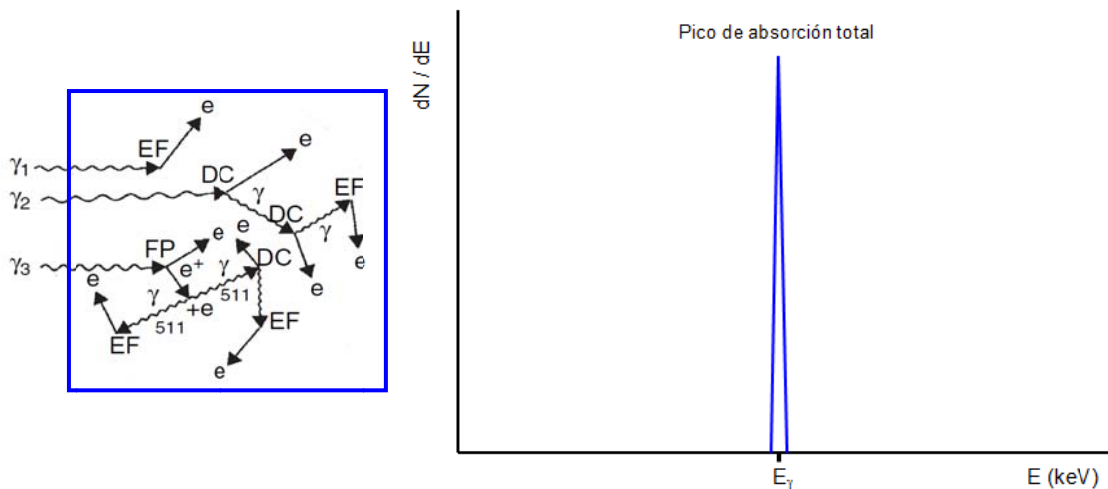 Pico de absorción total
dN / dE
e
EF
γ₁
e
DC
γ₂
γ
EF
DC
γ
e
e
e
e
FP
γ₃
e⁺
γ
DC
e
γ
511
+e
511
EF
EF
e
E_γ
E (keV)